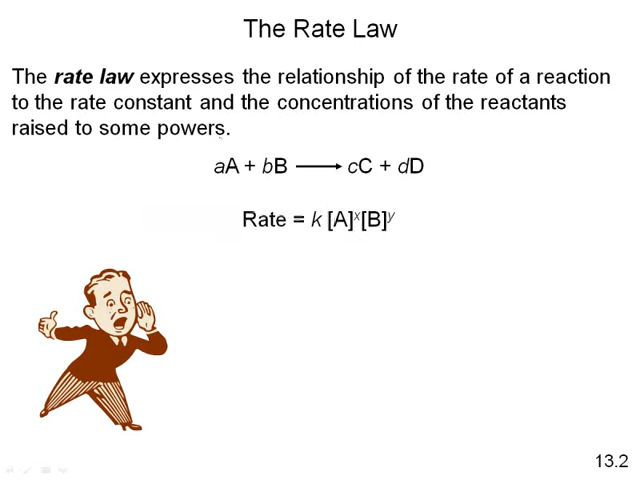 The Rate Law
The rate law expresses the relationship of the rate of a reaction
to the rate constant and the concentrations of the reactants
raised to some powers.
aA + bB ⟶ cC + dD
Rate = k [A]ˣ[B]ʸ
13.2